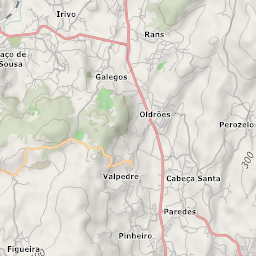 Irivo
Rans
aço de
Sousa
Galegos
Oldrões
Perozelo
300
Valpedre
Cabeça Santa
Paredes
Pinheiro
Figueira